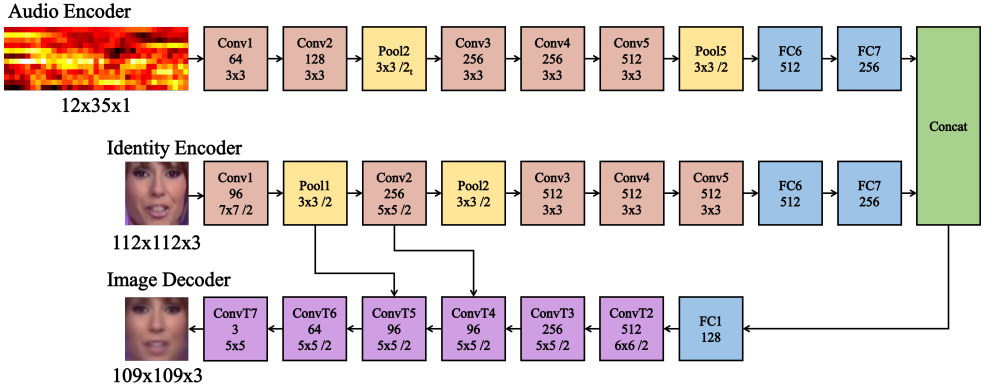 Audio Encoder
Conv1
64
3x3
Conv2
128
3x3
Pool2
3x3 /2t
Conv3
256
3x3
Conv4
256
3x3
Conv5
512
3x3
Pool5
3x3 /2
FC6
512
FC7
256
Concat
12x35x1
Identity Encoder
Conv1
96
7x7 /2
Pool1
3x3 /2
Conv2
256
5x5 /2
Pool2
3x3 /2
Conv3
512
3x3
Conv4
512
3x3
Conv5
512
3x3
FC6
512
FC7
256
112x112x3
Image Decoder
ConvT7
3
5x5
ConvT6
64
5x5 /2
ConvT5
96
5x5 /2
ConvT4
96
5x5 /2
ConvT3
256
5x5 /2
ConvT2
512
6x6 /2
FC1
128
109x109x3